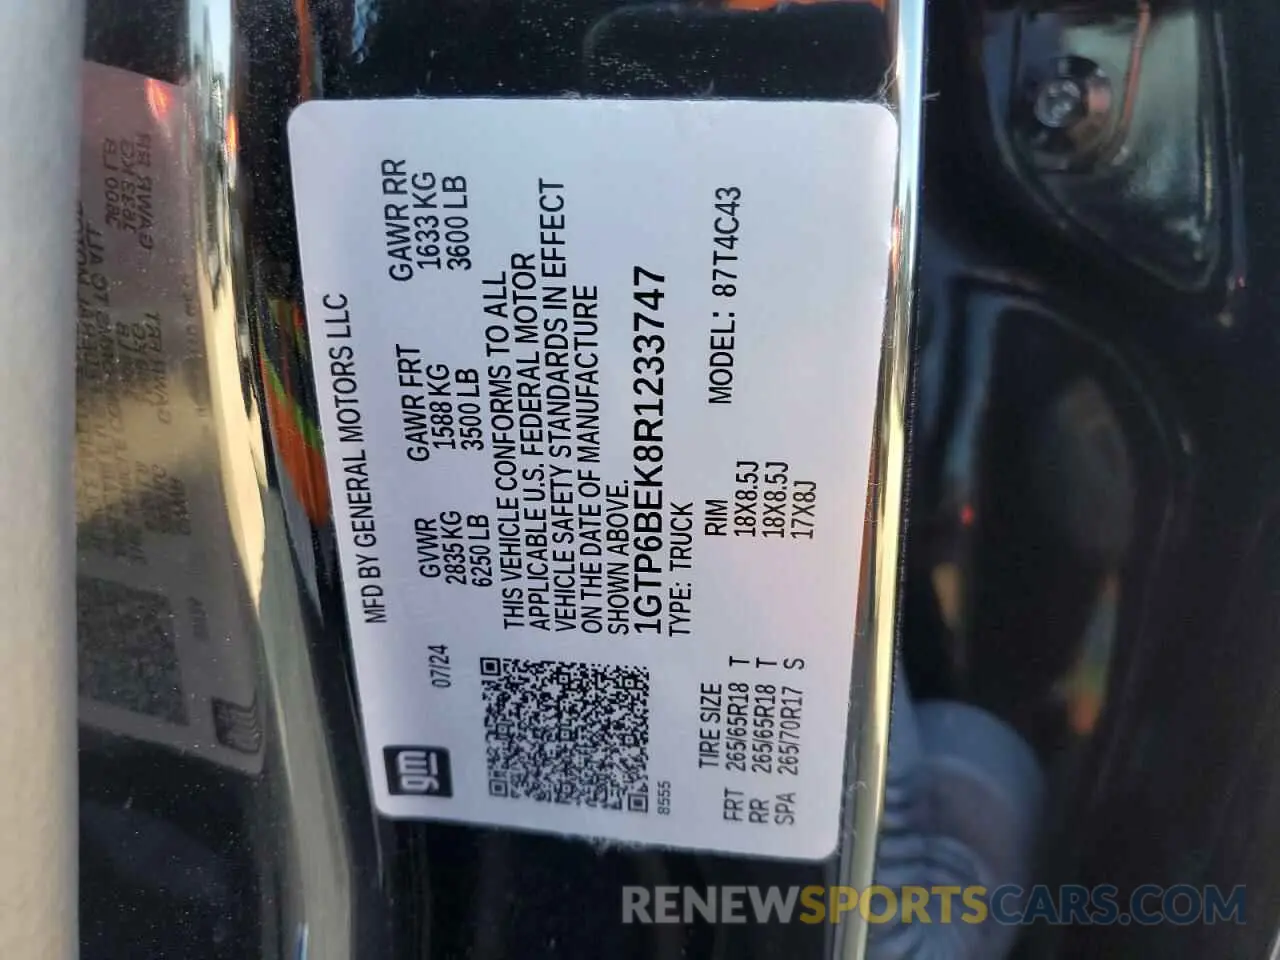 MFD BY GENERAL MOTORS LLC
gm
07/24
GVWR GAWR FRT GAWR RR
2835 KG 1588 KG 1633 KG
6250 LB 3500 LB 3600 LB
THIS VEHICLE CONFORMS TO ALL
APPLICABLE U.S. FEDERAL MOTOR
VEHICLE SAFETY STANDARDS IN EFFECT
ON THE DATE OF MANUFACTURE
SHOWN ABOVE.
1GTP6BEK8R1233747
8555
TYPE: TRUCK
MODEL: 87T4C43
TIRE SIZE RIM
FRT 265/65R18 T 18X8.5J
RR 265/65R18 T 18X8.5J
SPA 265/70R17 S 17X8J
RENEWSPORTSCARS.COM